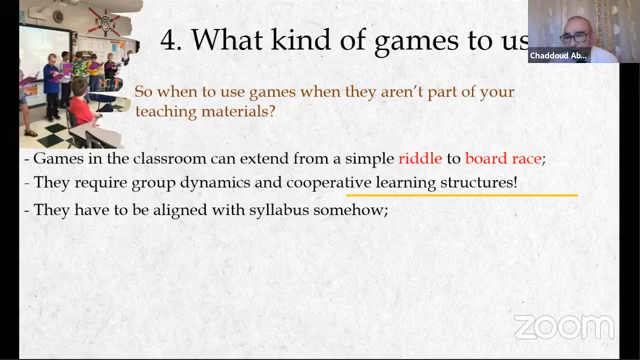 4. What kind of games to us
Chaddoud Ab...
So when to use games when they aren't part of your
teaching materials?
- Games in the classroom can extend from a simple riddle to board race;
- They require group dynamics and cooperative learning structures!
- They have to be aligned with syllabus somehow;
zoom